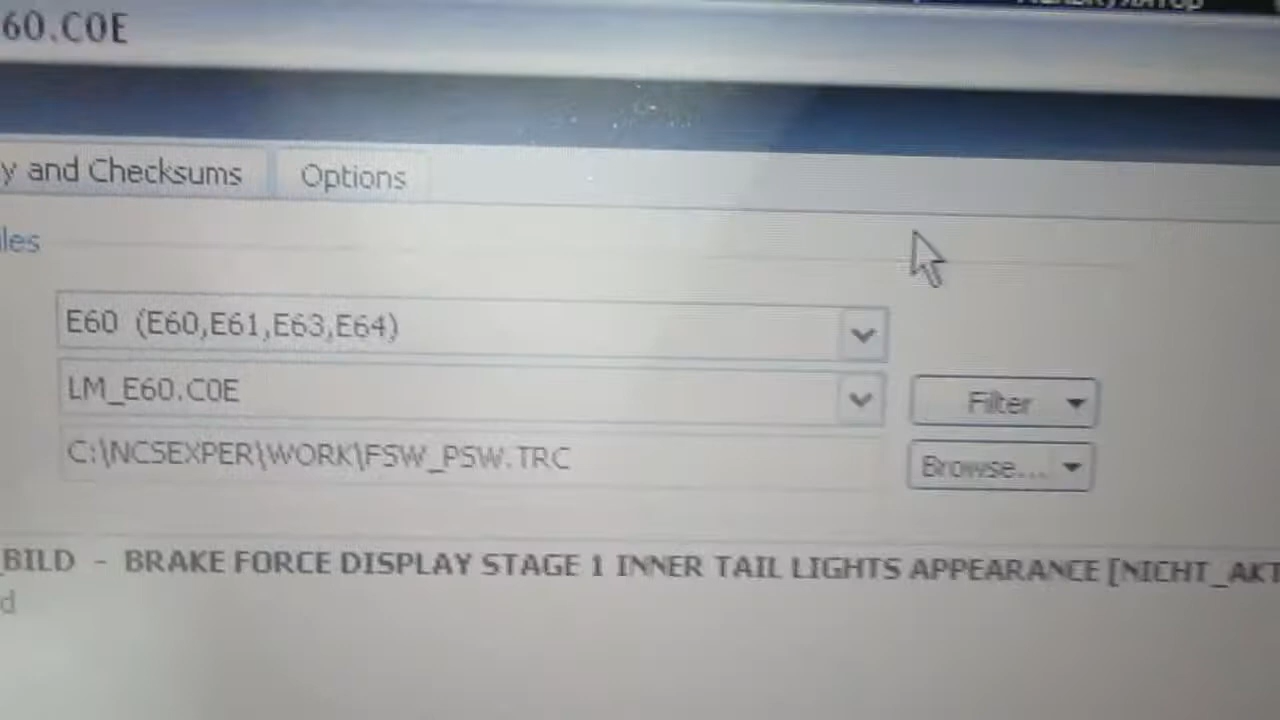 60.C0E
y and Checksums
Options
les
E60 (E60,E61,E63,E64)
LM_E60.C0E
Filter
C:\NCSEXPER\WORK\FSW_PSW.TRC
Browse...
_BILD - BRAKE FORCE DISPLAY STAGE 1 INNER TAIL LIGHTS APPEARANCE [NICHT_AKT
d